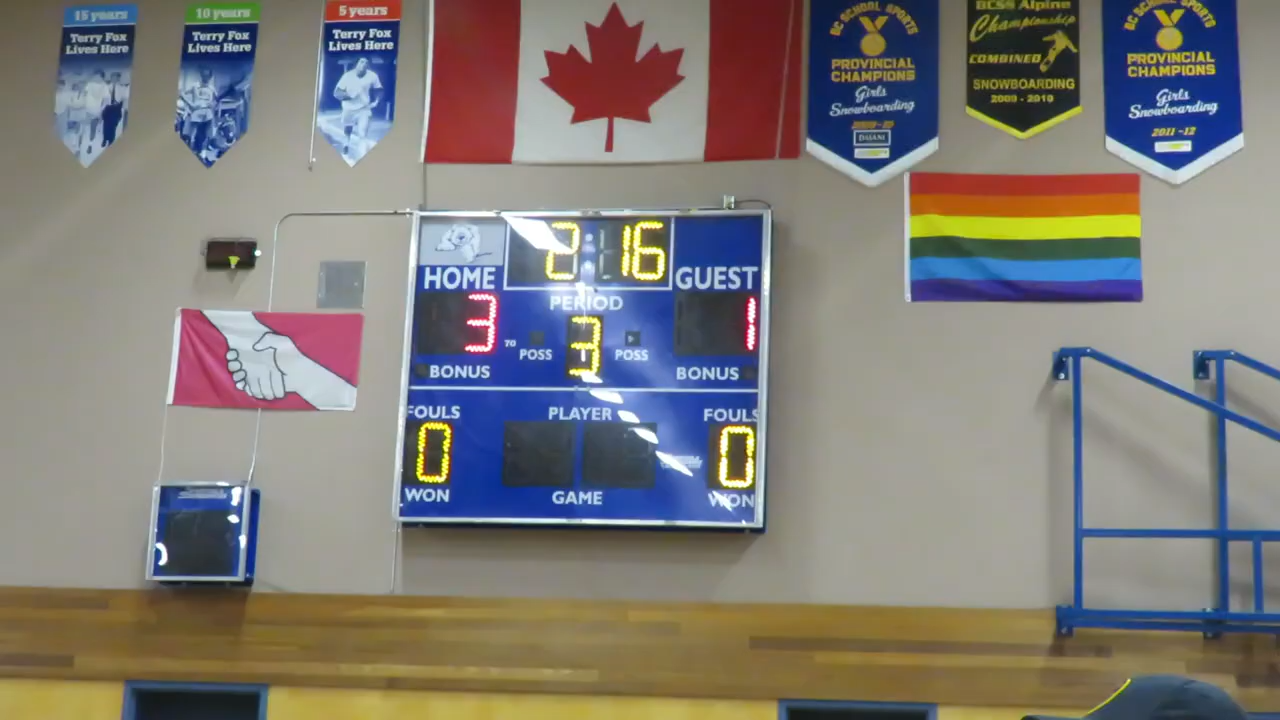 15 years
Terry Fox
Lives Here
10 years
Terry Fox
Lives Here
5 years
Terry Fox
Lives Here
BC SCHOOL SPORTS
PROVINCIAL
CHAMPIONS
Girls
Snowboarding
BCSS Alpine
Championship
COMBINED
SNOWBOARDING
2009 - 2010
BC SCHOOL SPORTS
PROVINCIAL
CHAMPIONS
Girls
Snowboarding
2011 - 12
2:16
HOME
GUEST
PERIOD
3
3
1
TO
POSS
POSS
BONUS
BONUS
FOULS
PLAYER
FOULS
0
0
WON
GAME
WON